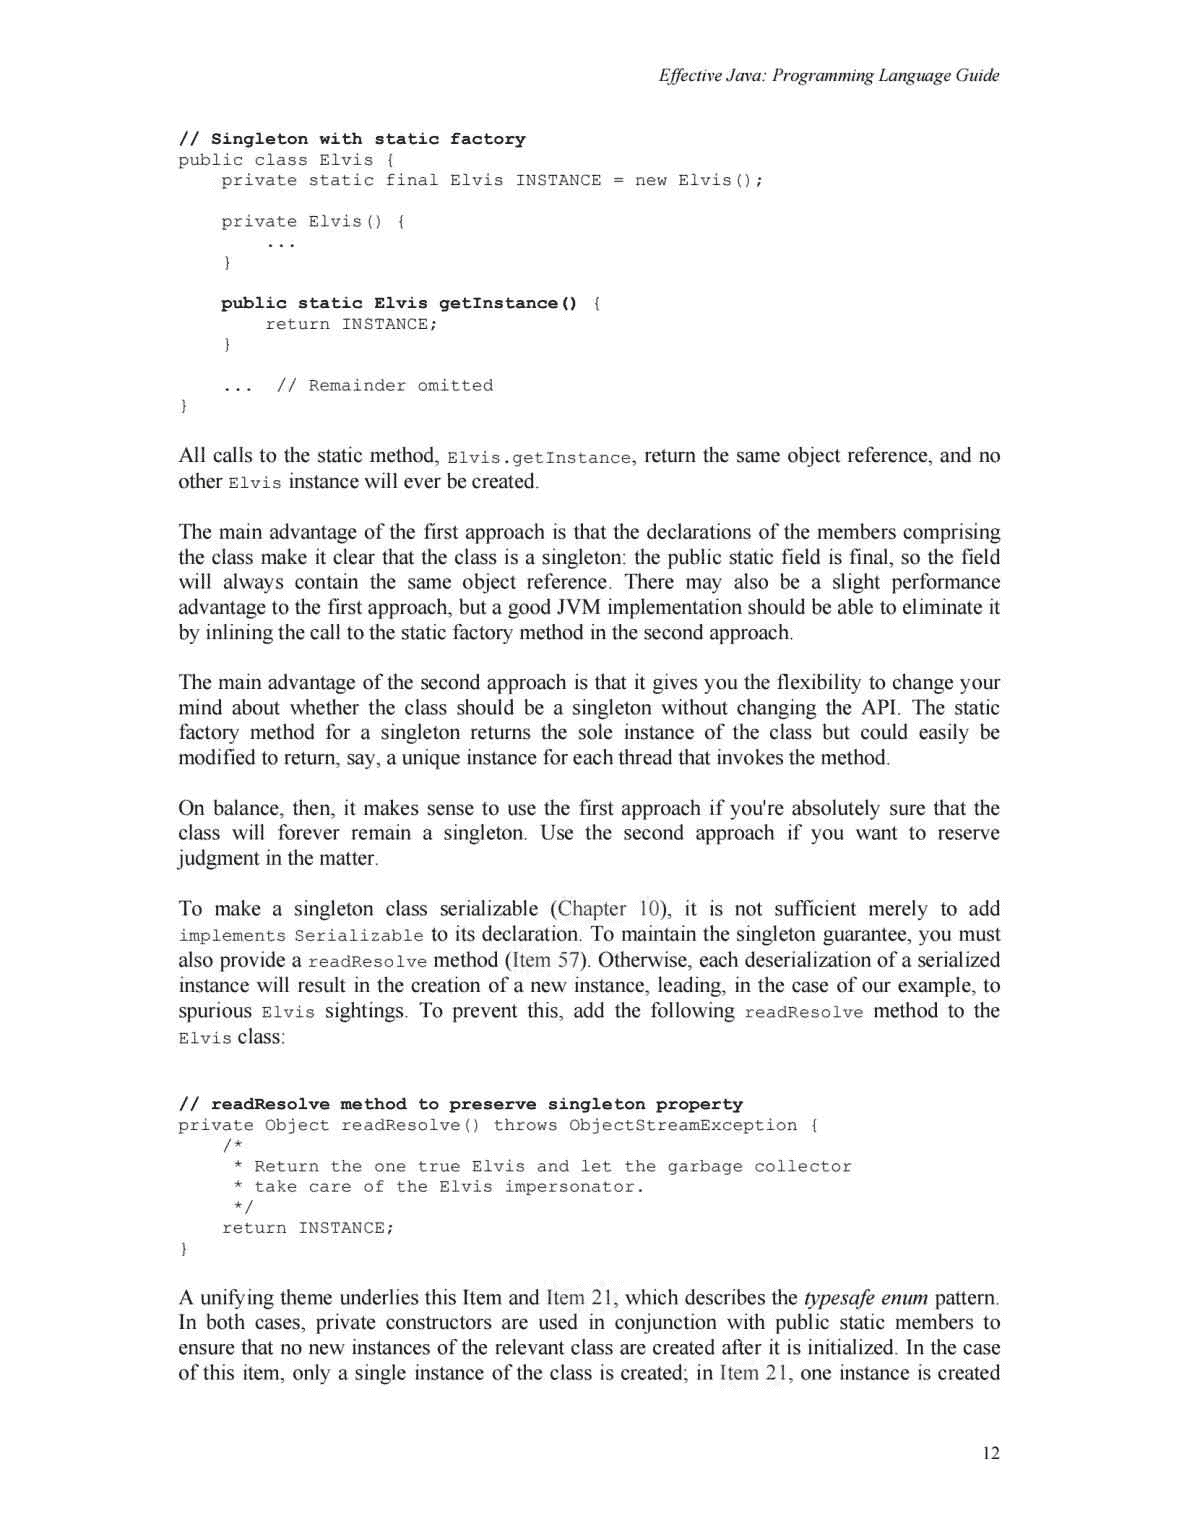 Effective Java: Programming Language Guide
// Singleton with static factory
public class Elvis {
    private static final Elvis INSTANCE = new Elvis();
    private Elvis() {
        ...
    }
    public static Elvis getInstance() {
        return INSTANCE;
    }
    ...  // Remainder omitted
}
All calls to the static method, Elvis.getInstance, return the same object reference, and no
other Elvis instance will ever be created.
The main advantage of the first approach is that the declarations of the members comprising
the class make it clear that the class is a singleton: the public static field is final, so the field
will always contain the same object reference. There may also be a slight performance
advantage to the first approach, but a good JVM implementation should be able to eliminate it
by inlining the call to the static factory method in the second approach.
The main advantage of the second approach is that it gives you the flexibility to change your
mind about whether the class should be a singleton without changing the API. The static
factory method for a singleton returns the sole instance of the class but could easily be
modified to return, say, a unique instance for each thread that invokes the method.
On balance, then, it makes sense to use the first approach if you're absolutely sure that the
class will forever remain a singleton. Use the second approach if you want to reserve
judgment in the matter.
To make a singleton class serializable (Chapter 10), it is not sufficient merely to add
implements Serializable to its declaration. To maintain the singleton guarantee, you must
also provide a readResolve method (Item 57). Otherwise, each deserialization of a serialized
instance will result in the creation of a new instance, leading, in the case of our example, to
spurious Elvis sightings. To prevent this, add the following readResolve method to the
Elvis class:
// readResolve method to preserve singleton property
private Object readResolve() throws ObjectStreamException {
    /*
     * Return the one true Elvis and let the garbage collector
     * take care of the Elvis impersonator.
     */
    return INSTANCE;
}
A unifying theme underlies this Item and Item 21, which describes the typesafe enum pattern.
In both cases, private constructors are used in conjunction with public static members to
ensure that no new instances of the relevant class are created after it is initialized. In the case
of this item, only a single instance of the class is created; in Item 21, one instance is created
12